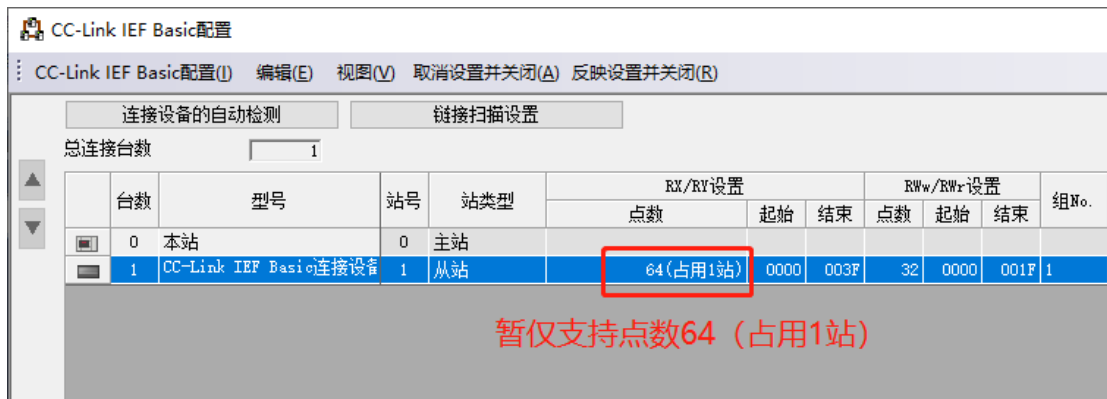 CC-Link IEF Basic配置
CC-Link IEF Basic配置(I) 编辑(E) 视图(V) 取消设置并关闭(A) 反映设置并关闭(R)
连接设备的自动检测 链接扫描设置
总连接台数 1
台数 型号 站号 站类型 RX/RY设置 RWw/RWr设置 组No.
点数 起始 结束 点数 起始 结束
0 本站 0 主站
1 CC-Link IEF Basic连接设备 1 从站 64(占用1站) 0000 003F 32 0000 001F 1
暂仅支持点数64（占用1站）